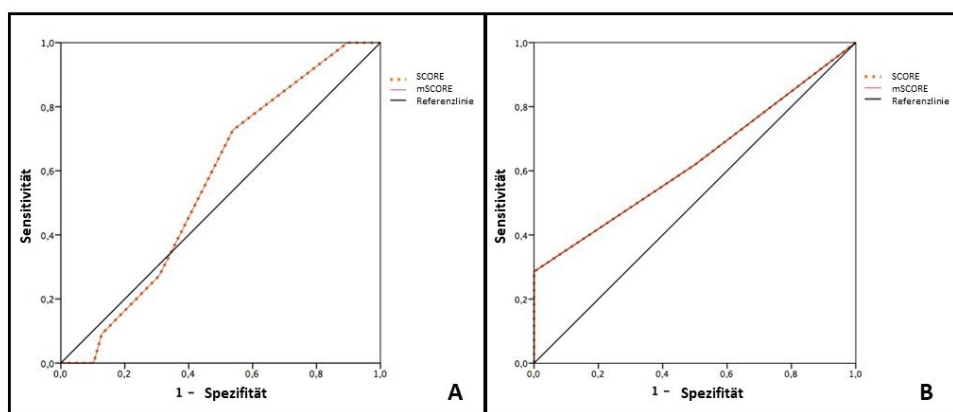 1,0
0,8
0,6
0,4
0,2
0,0
Sensitivität
0,0 0,2 0,4 0,6 0,8 1,0
1 - Spezifität
SCORE
mSCORE
Referenzlinie
A
1,0
0,8
0,6
0,4
0,2
0,0
Sensitivität
0,0 0,2 0,4 0,6 0,8 1,0
1 - Spezifität
SCORE
mSCORE
Referenzlinie
B